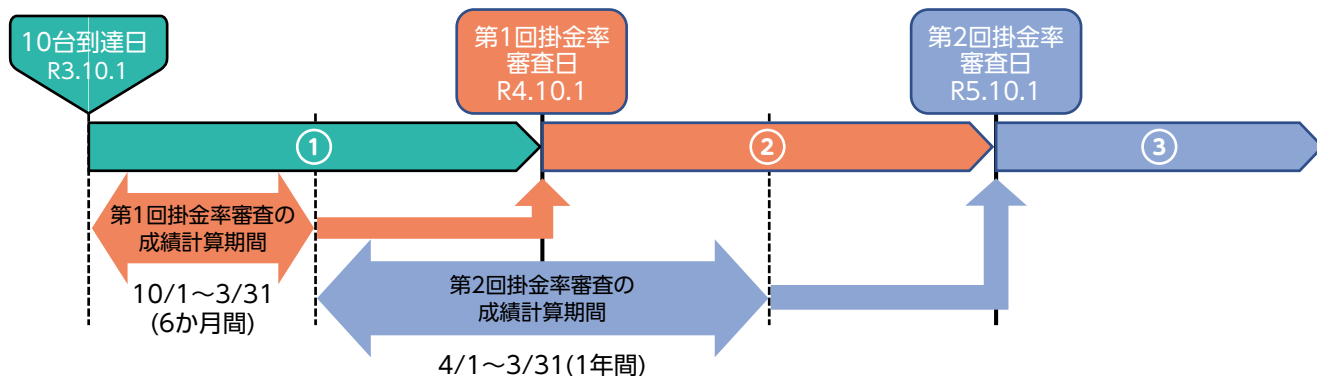 10台到達日
R3.10.1
第1回掛金率
審査日
R4.10.1
第2回掛金率
審査日
R5.10.1
①
②
③
第1回掛金率審査の
成績計算期間
10/1～3/31
(6か月間)
第2回掛金率審査の
成績計算期間
4/1～3/31(1年間)